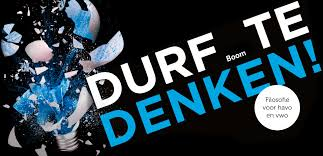 DURF TE
Boom
DENKEN!
Filosofie
voor havo
en vwo